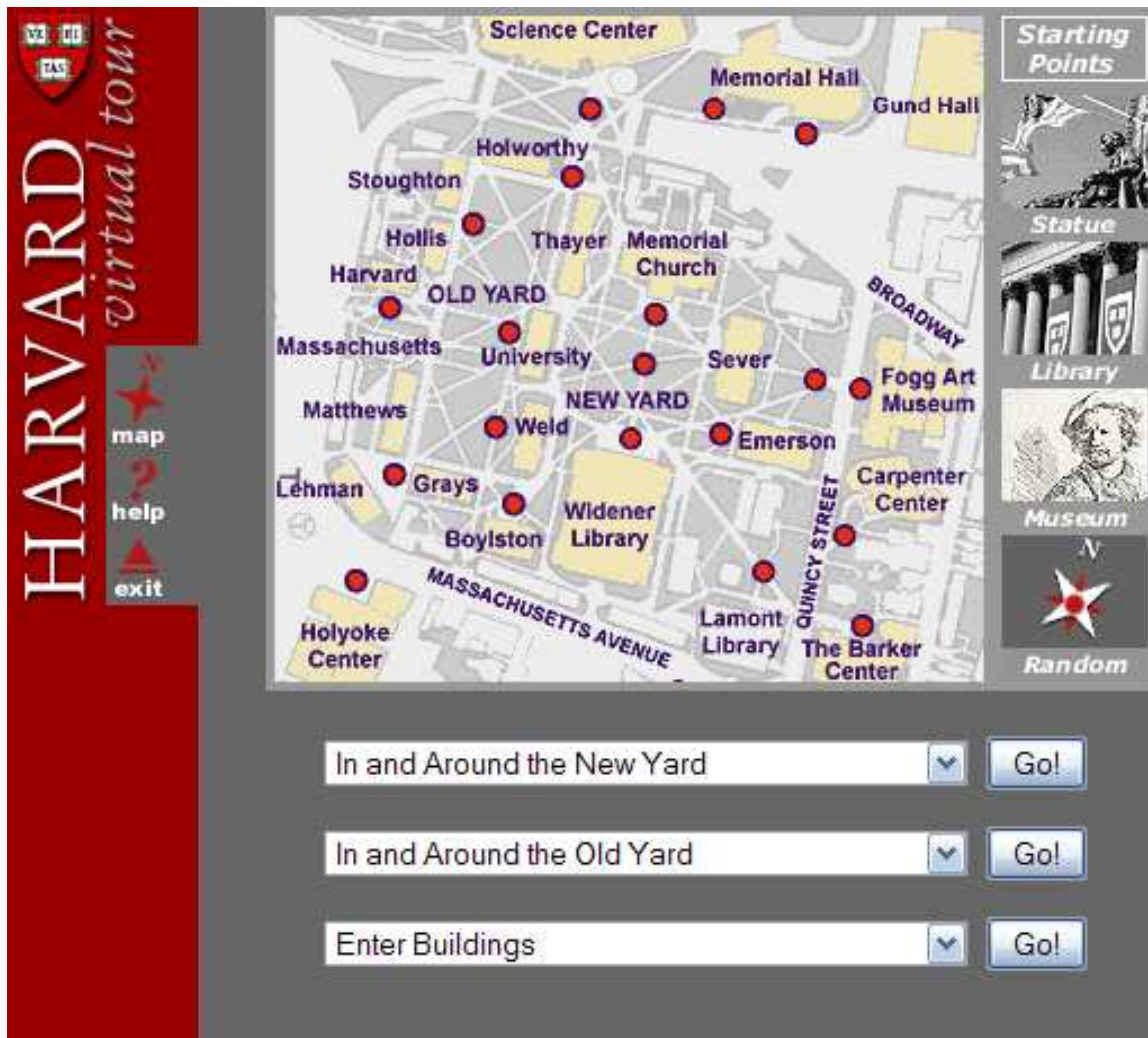 VE RI
TAS
HARVARD
virtual tour
N
map
?
help
exit
Science Center
Memorial Hall
Gund Hall
Holworthy
Stoughton
Hollis
Thayer
Memorial
Church
Harvard
OLD YARD
BROADWAY
Massachusetts
University
Sever
Fogg Art
Museum
Matthews
NEW YARD
Weld
Emerson
Lehman
Grays
Carpenter
Center
Widener
Library
Boylston
QUINCY STREET
MASSACHUSETTS AVENUE
Holyoke
Center
Lamont
Library
The Barker
Center
Starting
Points
Statue
Library
Museum
N
Random
In and Around the New Yard
Go!
In and Around the Old Yard
Go!
Enter Buildings
Go!